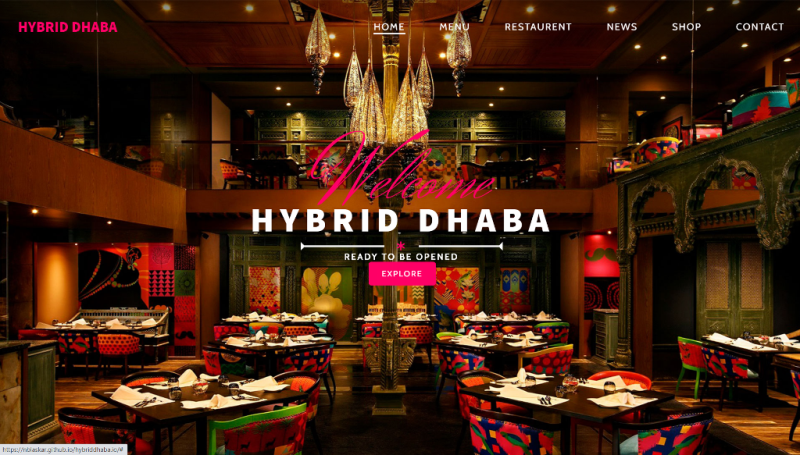 HYBRID DHABA
HOME MENU RESTAURENT NEWS SHOP CONTACT
Welcome
HYBRID DHABA
READY TO BE OPENED
EXPLORE
https://nblaskar.github.io/hybriddhaba.io/#